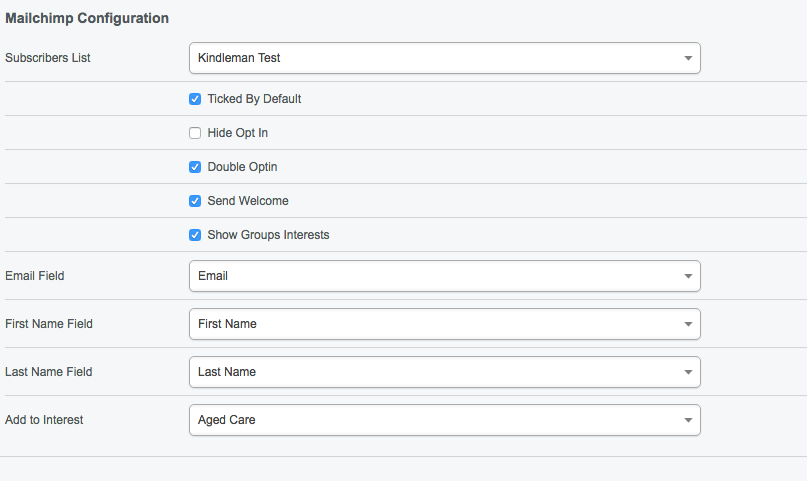 Mailchimp Configuration
Subscribers List
Kindleman Test
Ticked By Default
Hide Opt In
Double Optin
Send Welcome
Show Groups Interests
Email Field
Email
First Name Field
First Name
Last Name Field
Last Name
Add to Interest
Aged Care